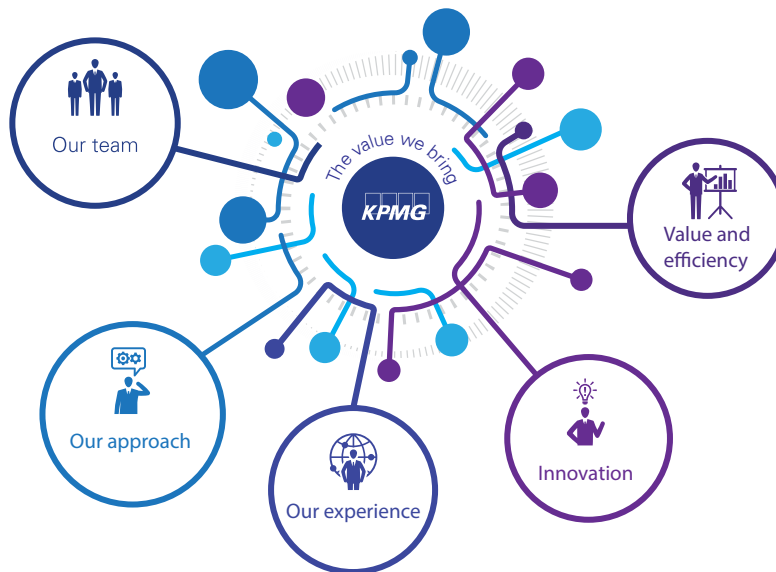 Our team
The value we bring
KPMG
Value and
efficiency
Our approach
Our experience
Innovation